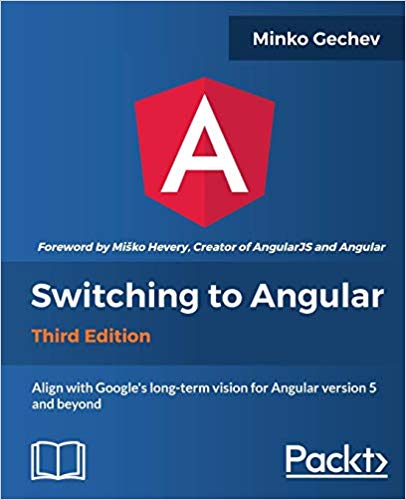 Minko Gechev
A
Foreword by Miško Hevery, Creator of AngularJS and Angular
Switching to Angular
Third Edition
Align with Google's long-term vision for Angular version 5
and beyond
Packt>